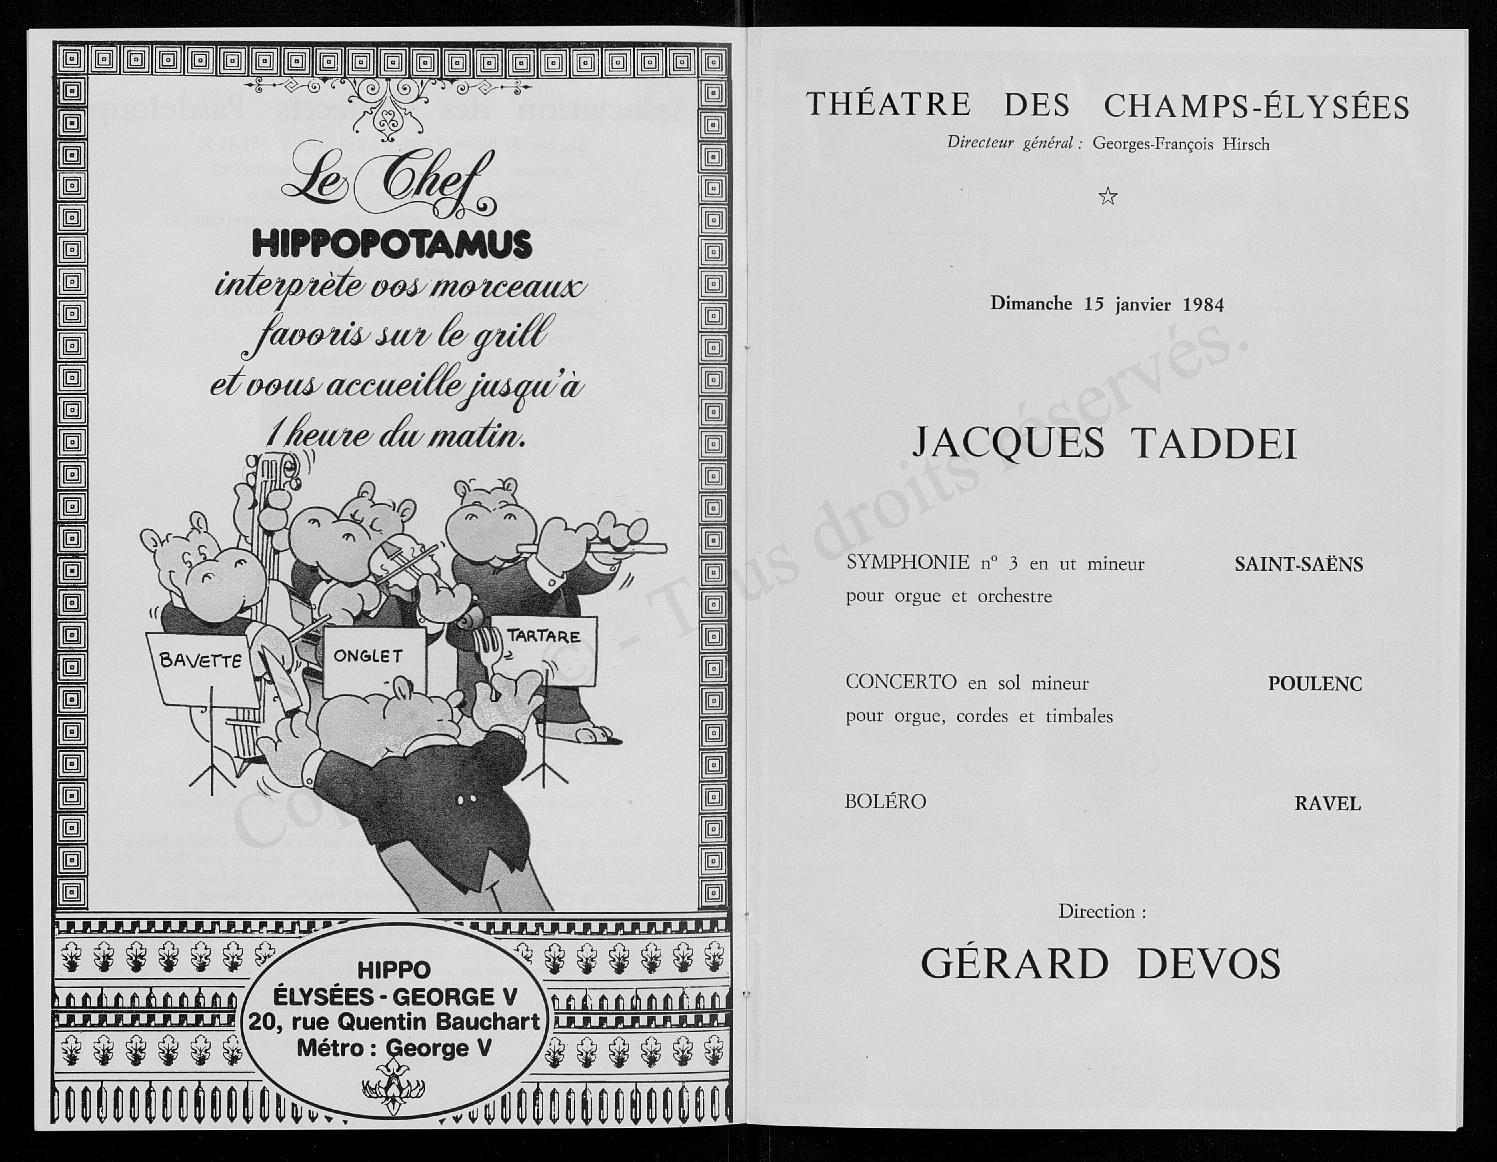 Le Chef
HIPPOPOTAMUS
interprète vos morceaux
favoris sur le grill
et vous accueille jusqu'à
1 heure du matin.
BAVETTE
ONGLET
TARTARE
HIPPO
ÉLYSÉES - GEORGE V
20, rue Quentin Bauchart
Métro : George V
THÉATRE DES CHAMPS-ÉLYSÉES
Directeur général : Georges-François Hirsch
Dimanche 15 janvier 1984
JACQUES TADDEI
SYMPHONIE nº 3 en ut mineur SAINT-SAËNS
pour orgue et orchestre
CONCERTO en sol mineur POULENC
pour orgue, cordes et timbales
BOLÉRO RAVEL
Direction :
GÉRARD DEVOS
© - Tous droits réservés.